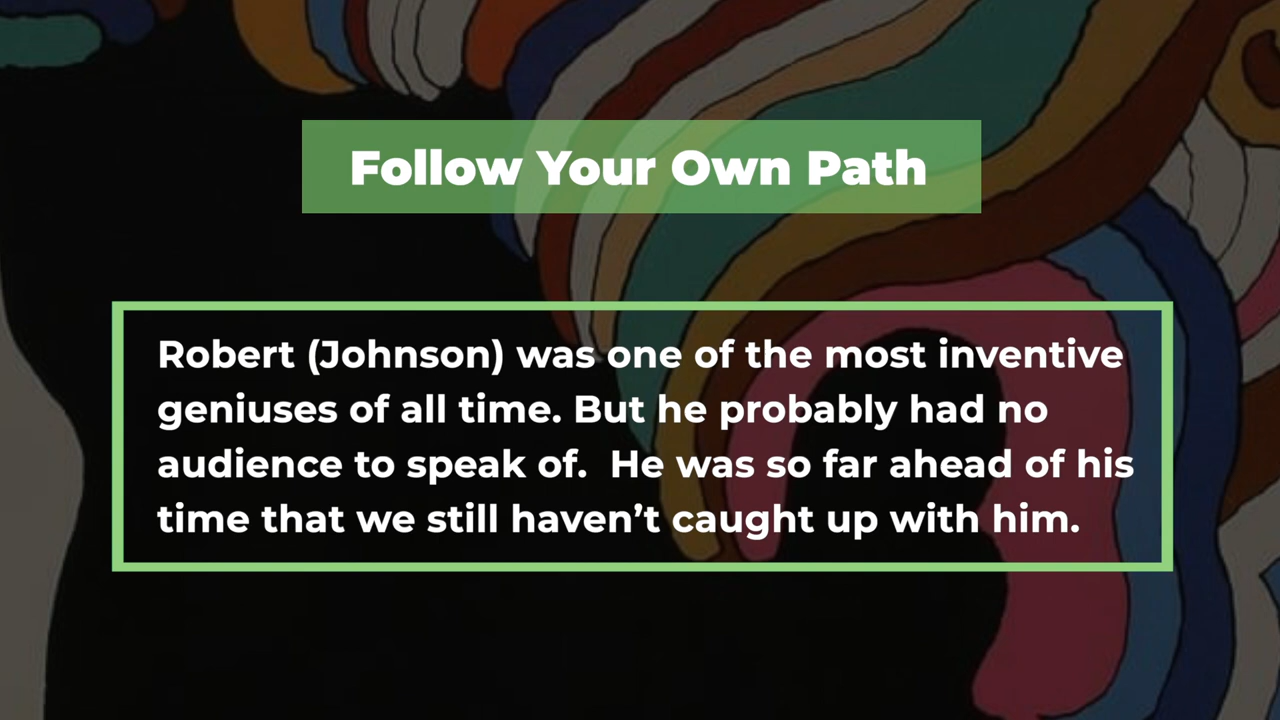 Follow Your Own Path
Robert (Johnson) was one of the most inventive
geniuses of all time. But he probably had no
audience to speak of.  He was so far ahead of his
time that we still haven’t caught up with him.